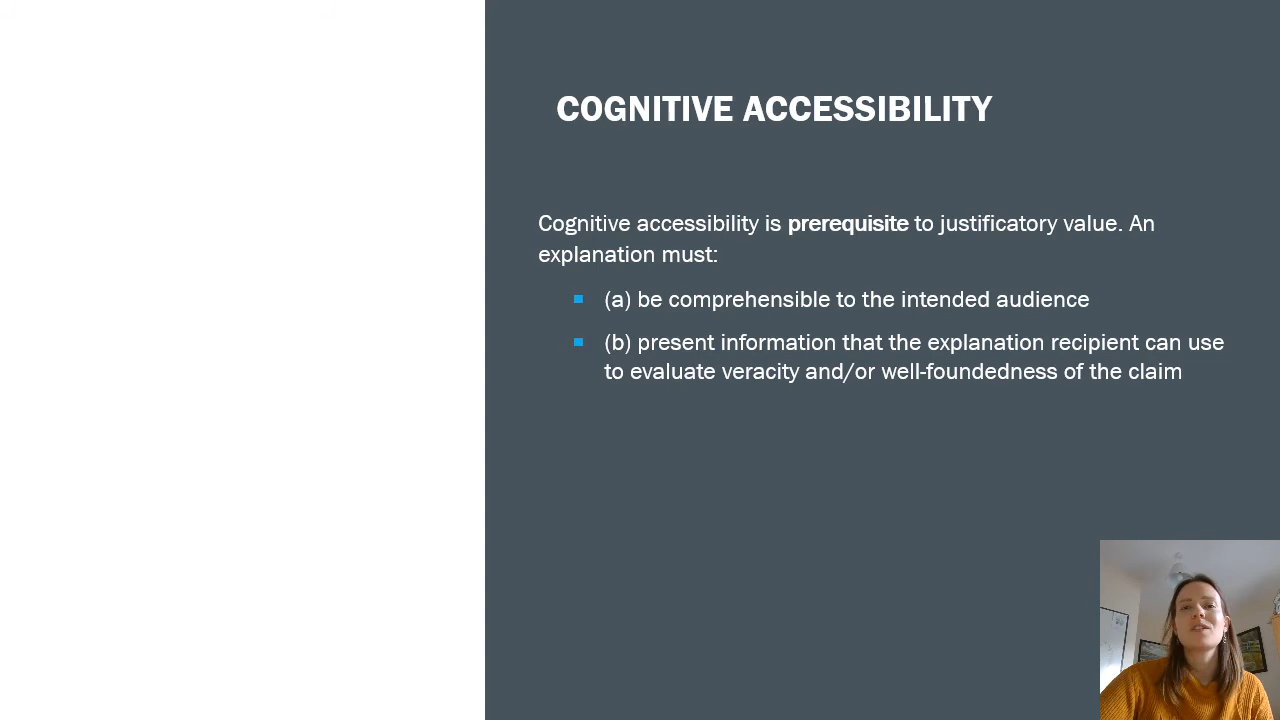 COGNITIVE ACCESSIBILITY
Cognitive accessibility is prerequisite to justificatory value. An
explanation must:
(a) be comprehensible to the intended audience
(b) present information that the explanation recipient can use
to evaluate veracity and/or well-foundedness of the claim